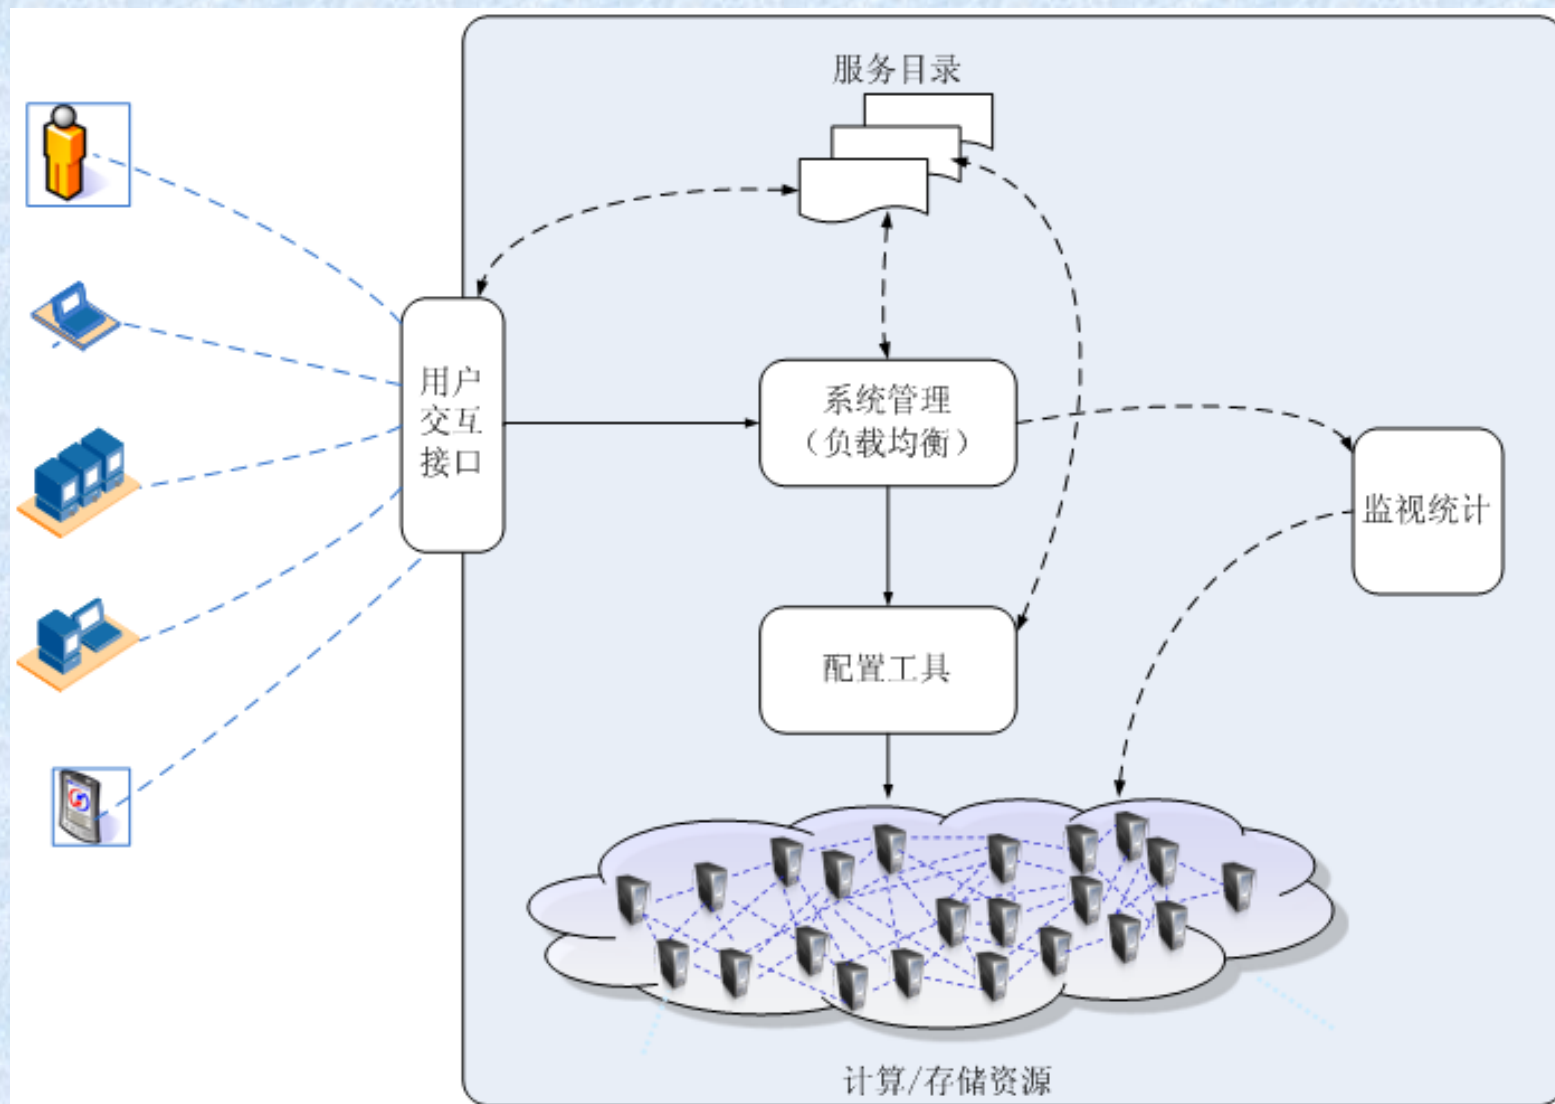 服务目录
用户
交互
接口
系统管理
（负载均衡）
监视统计
配置工具
计算/存储资源